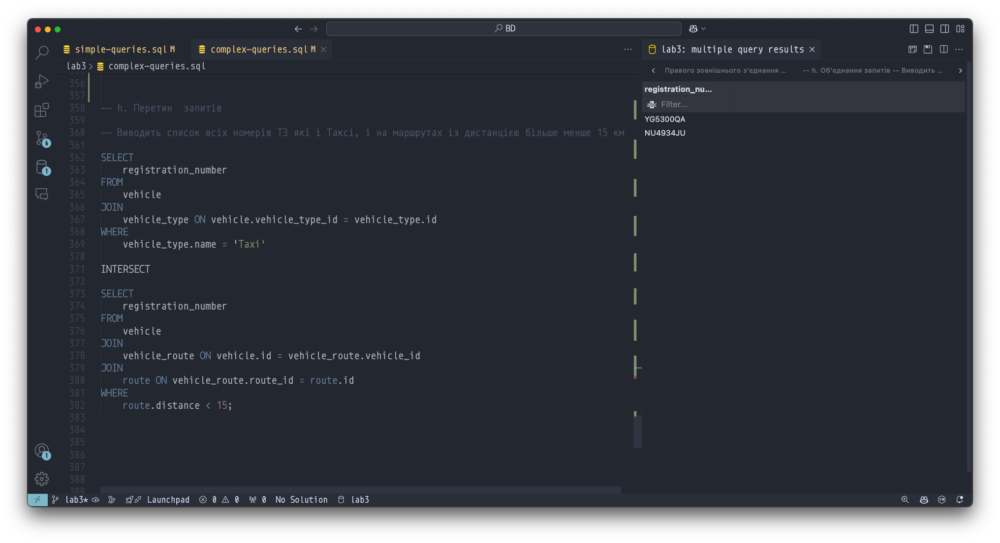 BD
simple-queries.sql M
complex-queries.sql M
lab3: multiple query results
lab3 > complex-queries.sql
Правого зовнішнього з’єднання ...
-- h. Об’єднання запитів -- Виводить ...
registration_nu...
abc Filter...
YG5300QA
NU4934JU
355
356
357
358 -- h. Перетин  запитів
359
360 -- Виводить список всіх номерів ТЗ які і Таксі, і на маршрутах із дистанцією більше менше 15 км
361
362 SELECT
363     registration_number
364 FROM
365     vehicle
366 JOIN
367     vehicle_type ON vehicle.vehicle_type_id = vehicle_type.id
368 WHERE
369     vehicle_type.name = 'Taxi'
370
371 INTERSECT
372
373 SELECT
374     registration_number
375 FROM
376     vehicle
377 JOIN
378     vehicle_route ON vehicle.id = vehicle_route.vehicle_id
379 JOIN
380     route ON vehicle_route.route_id = route.id
381 WHERE
382     route.distance < 15;
383
384
385
386
387
388
389
6
1
1
lab3* Launchpad 0 0 0 No Solution lab3